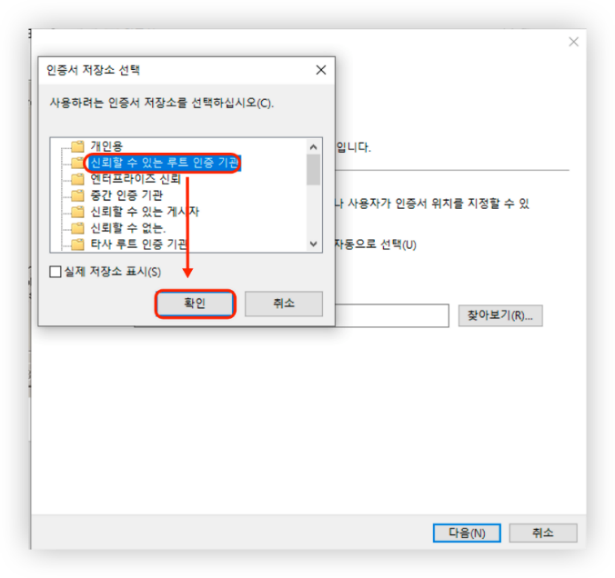 인증서 저장소 선택
사용하려는 인증서 저장소를 선택하십시오(C).
개인용
신뢰할 수 있는 루트 인증 기관
엔터프라이즈 신뢰
중간 인증 기관
신뢰할 수 있는 게시자
신뢰할 수 없는.
타사 루트 인증 기관
실제 저장소 표시(S)
확인
취소
입니다.
나 사용자가 인증서 위치를 지정할 수 있
자동으로 선택(U)
찾아보기(R)...
다음(N)
취소